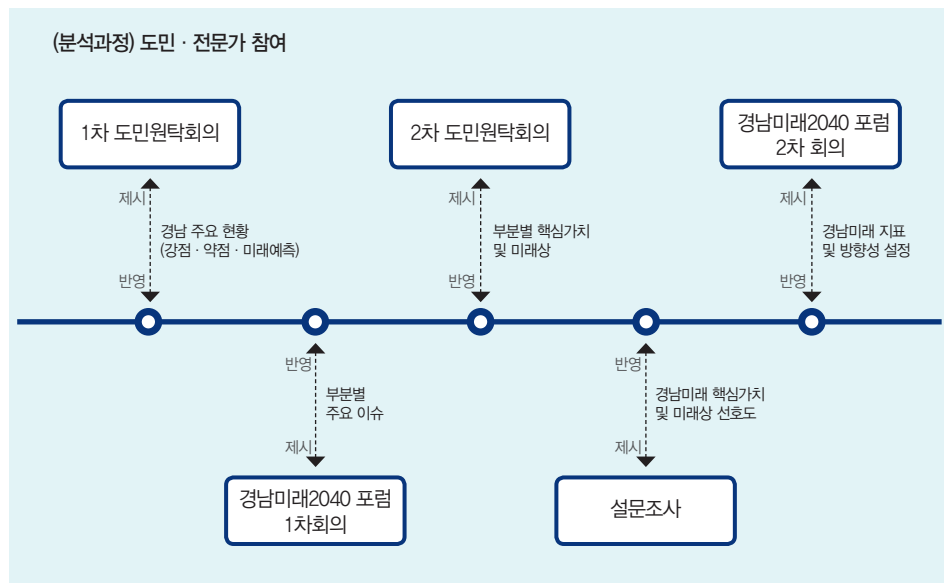 (분석과정) 도민 · 전문가 참여
1차 도민원탁회의
제시
경남 주요 현황
(강점 · 약점 · 미래예측)
반영
2차 도민원탁회의
제시
부분별 핵심가치
및 미래상
반영
경남미래2040 포럼
2차 회의
제시
경남미래 지표
및 방향성 설정
반영
반영
부분별
주요 이슈
제시
경남미래2040 포럼
1차회의
반영
경남미래 핵심가치
및 미래상 선호도
제시
설문조사